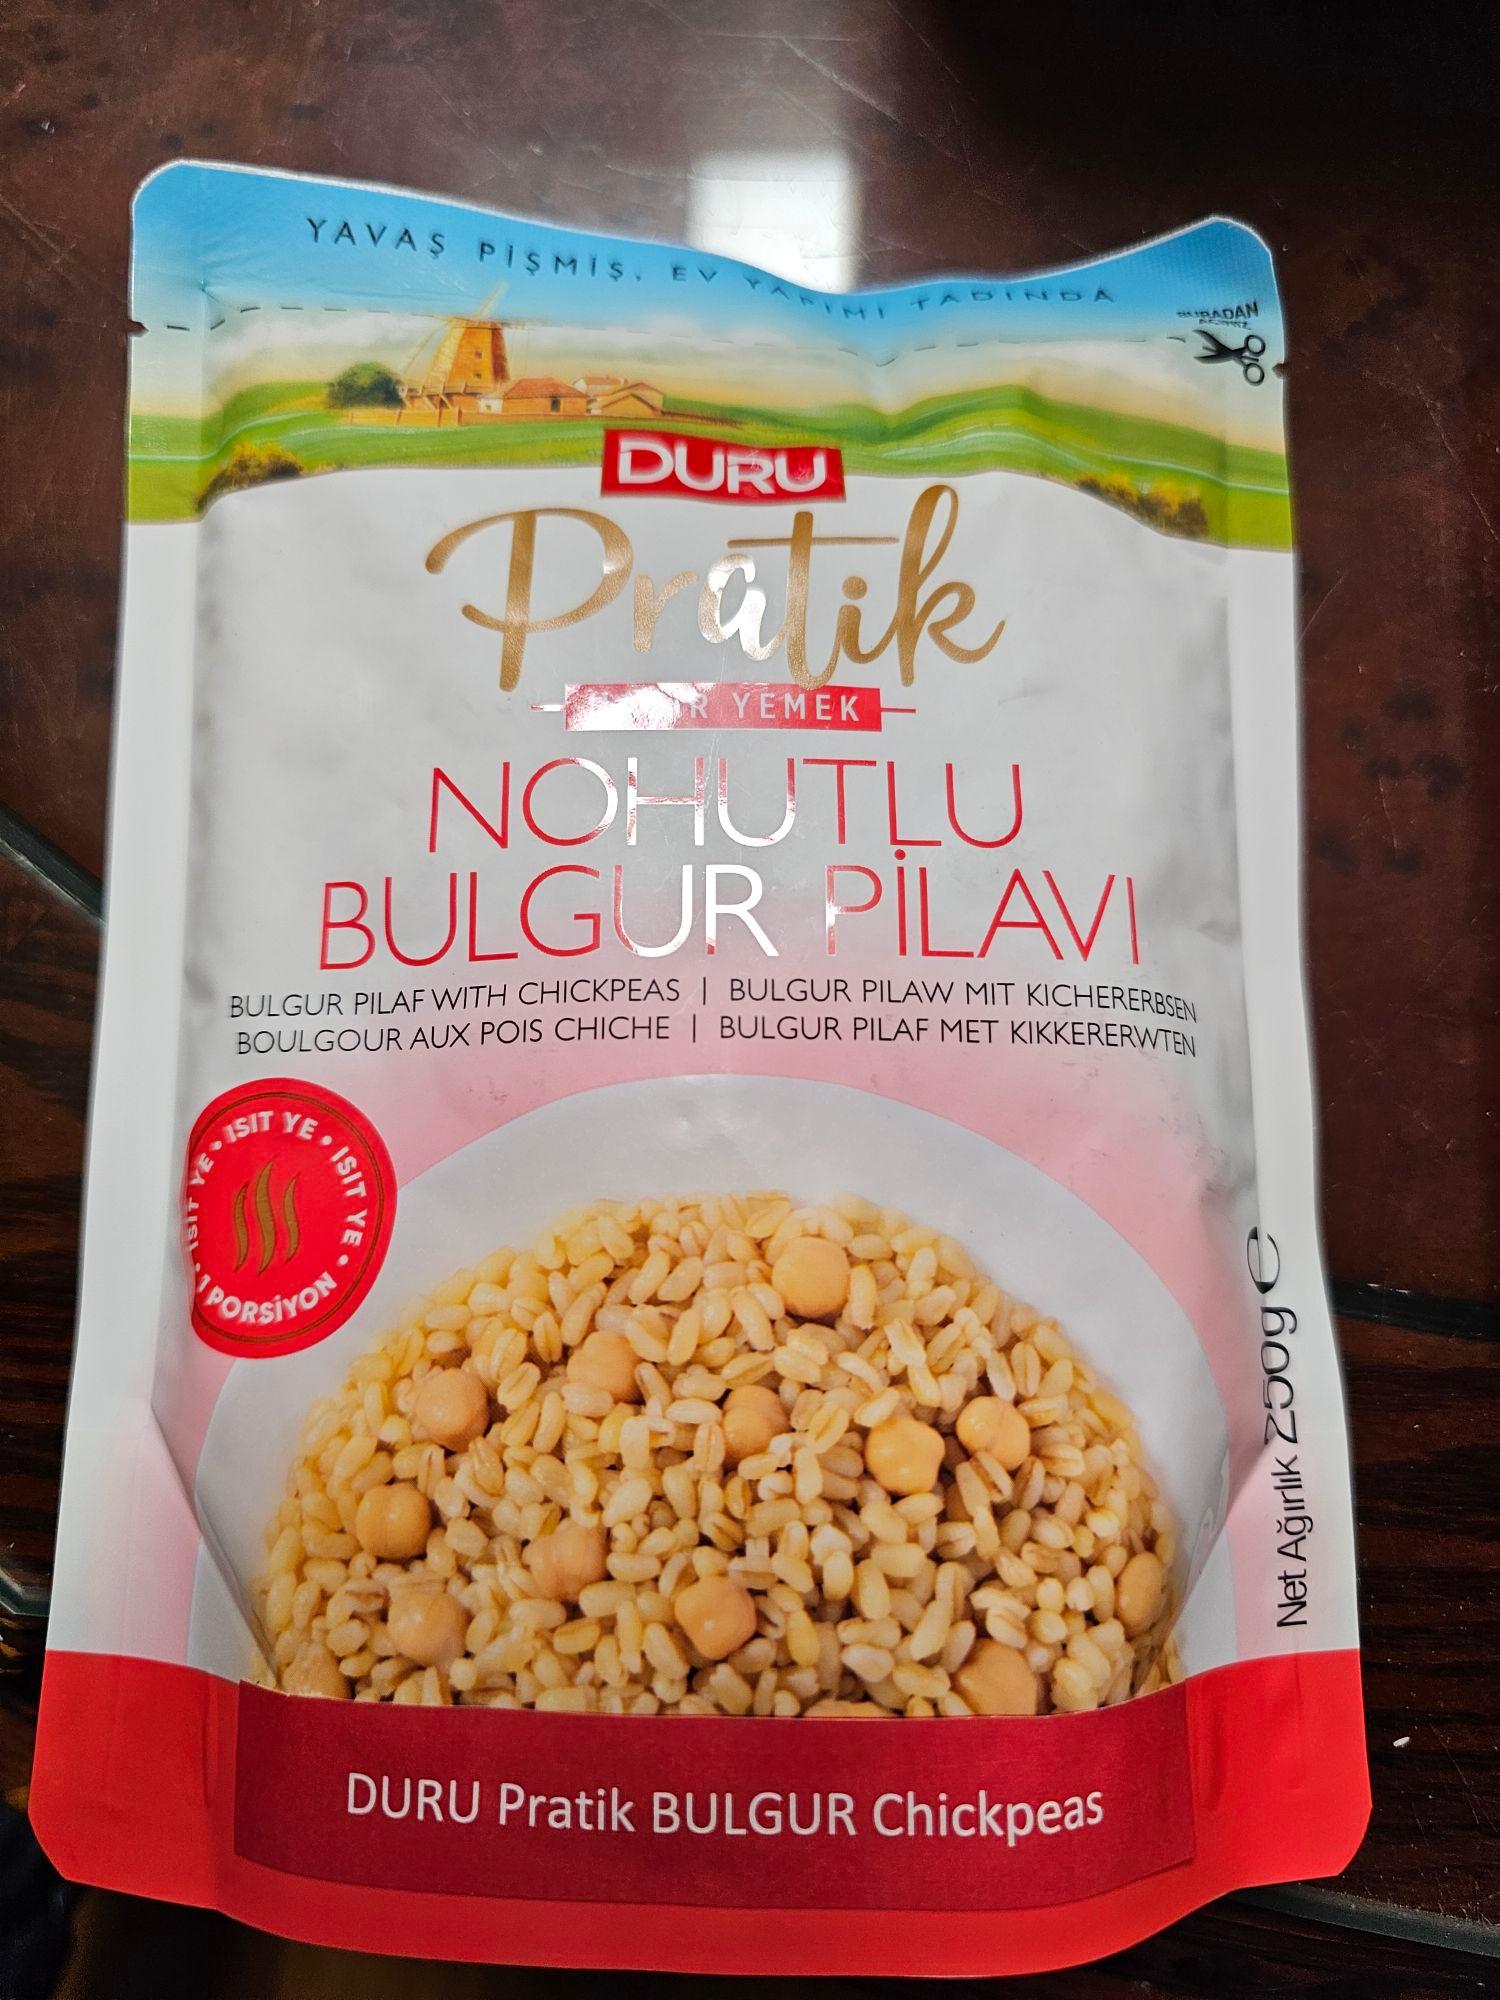 YAVAŞ PİŞMİŞ, EV YAPIMI TADINDA
BURADAN
AÇINIZ
DURU
Pratik
YEMEK
NOHUTLU
BULGUR PİLAVI
BULGUR PILAF WITH CHICKPEAS | BULGUR PILAW MIT KICHERERBSEN
BOULGOUR AUX POIS CHICHE | BULGUR PILAF MET KIKKERERWTEN
ISIT YE • ISIT YE • ISIT YE • 1 PORSİYON
Net Ağırlık 250g e
DURU Pratik BULGUR Chickpeas